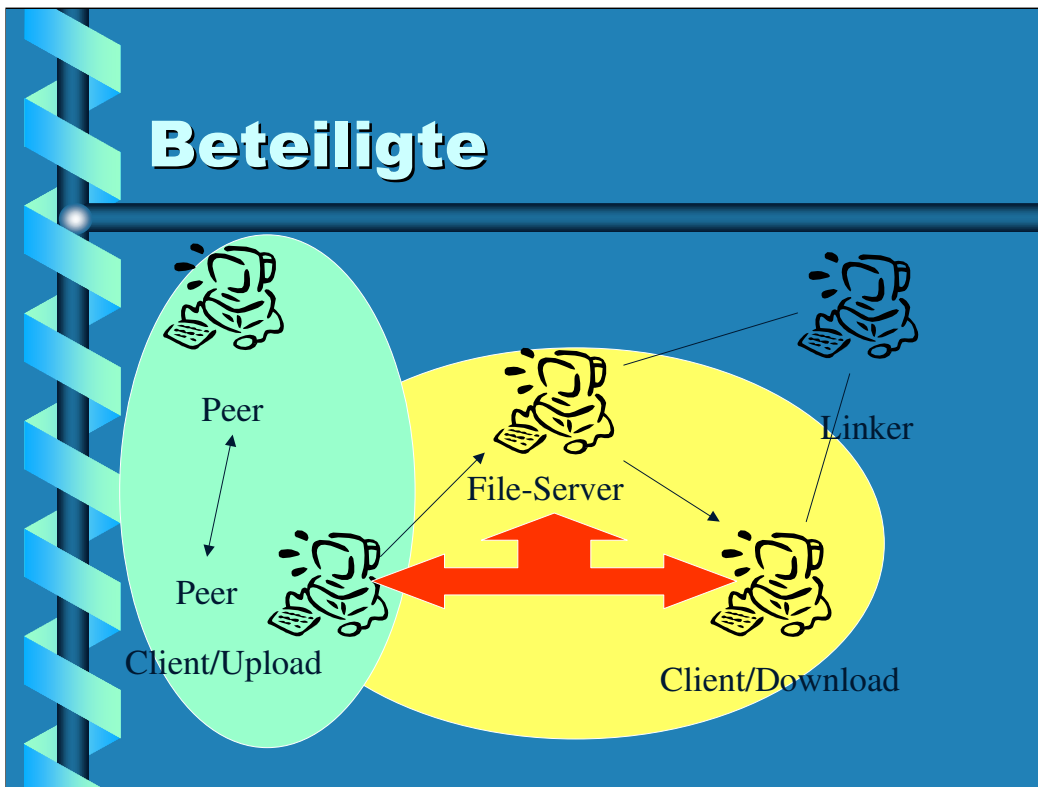 Beteiligte
Peer
Linker
File-Server
Peer
Client/Upload
Client/Download